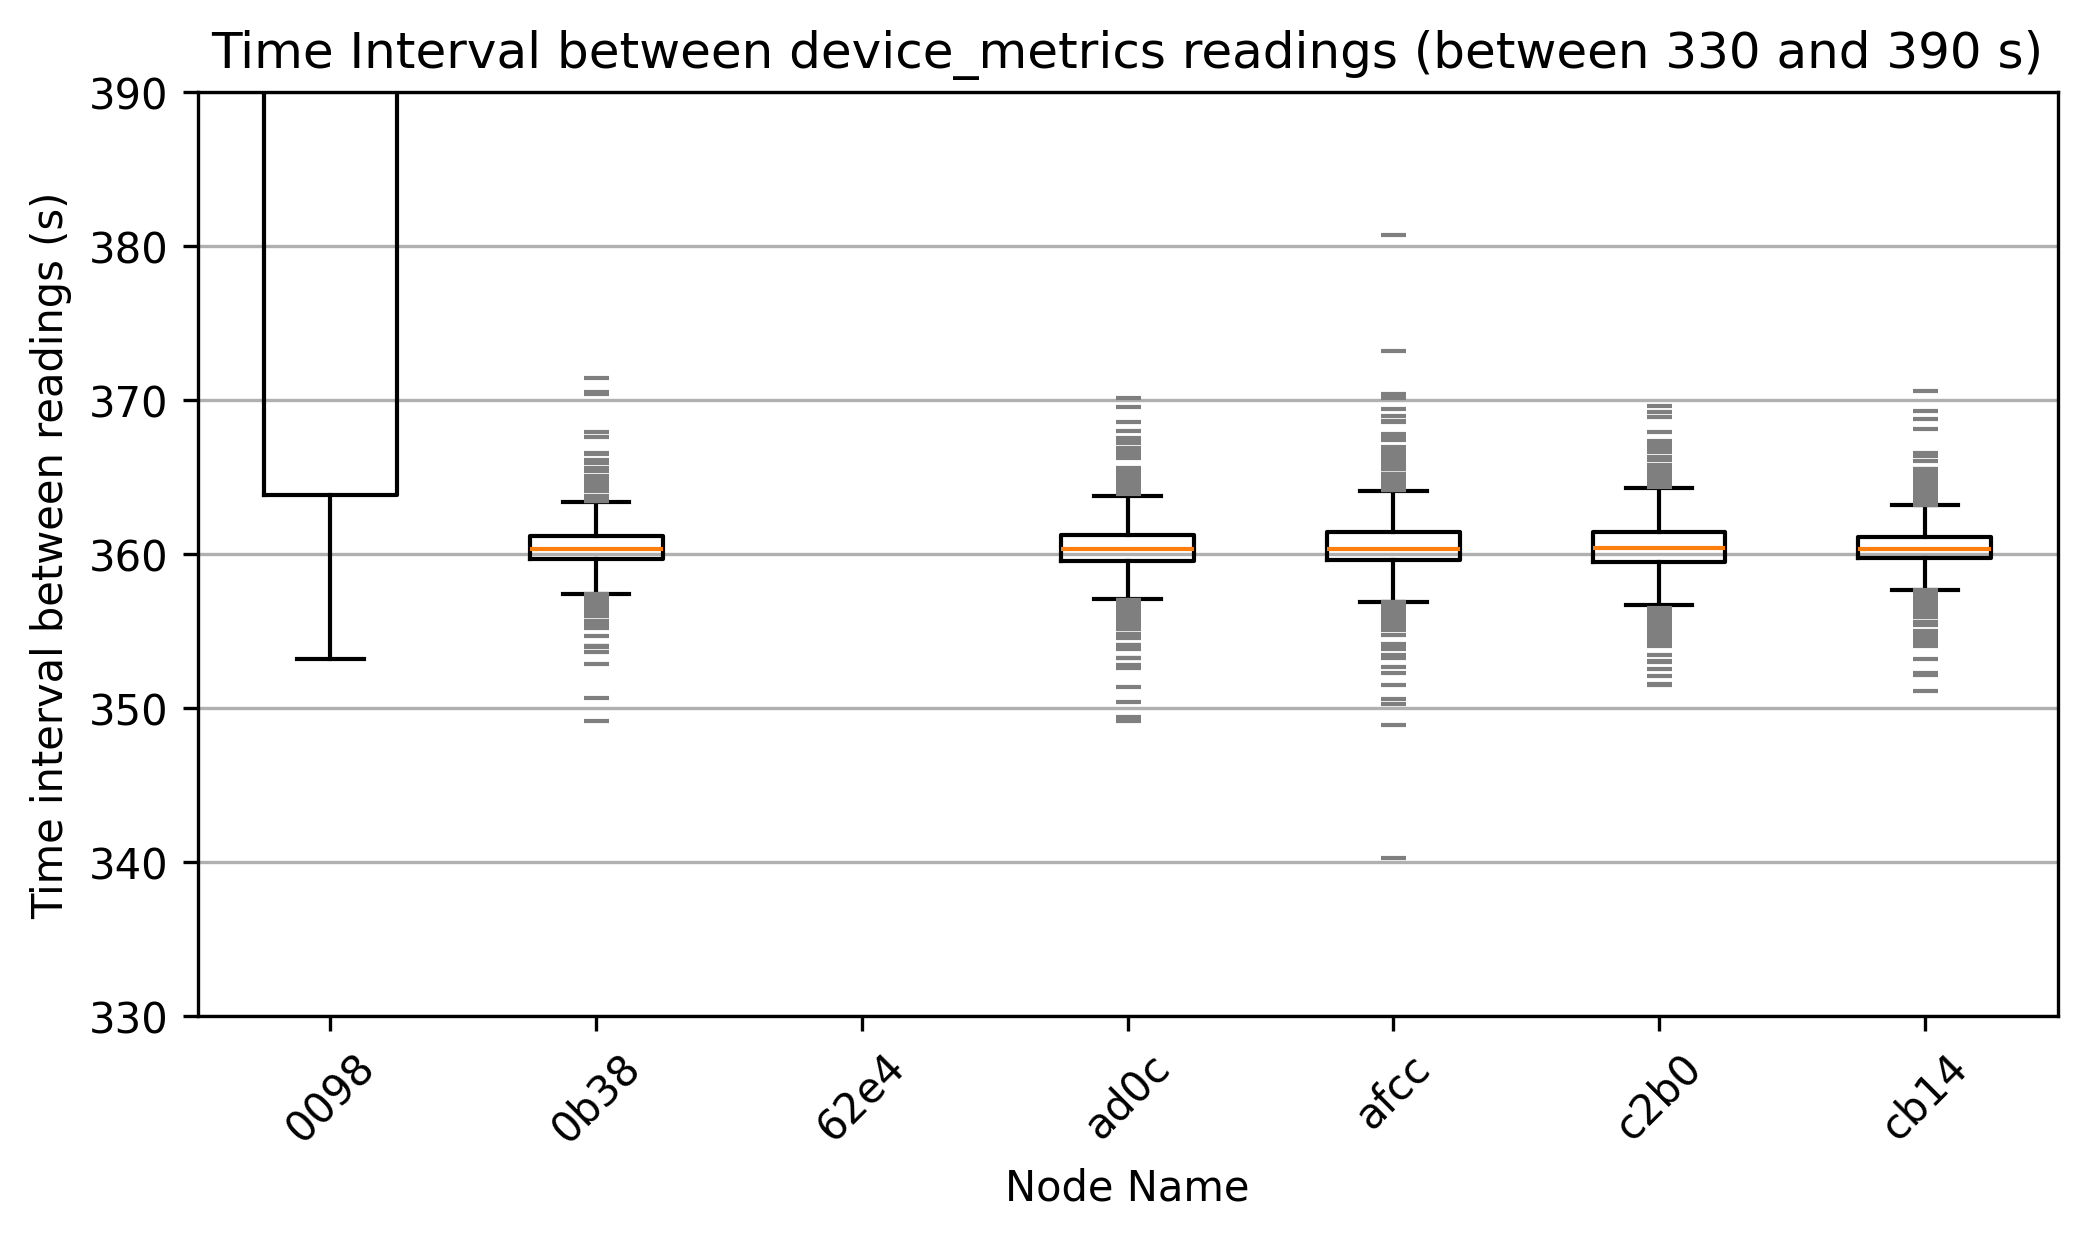 Time Interval between device_metrics readings (between 330 and 390 s)
Time interval between readings (s)
390
380
370
360
350
340
330
0098
0b38
62e4
ad0c
afcc
c2b0
cb14
Node Name